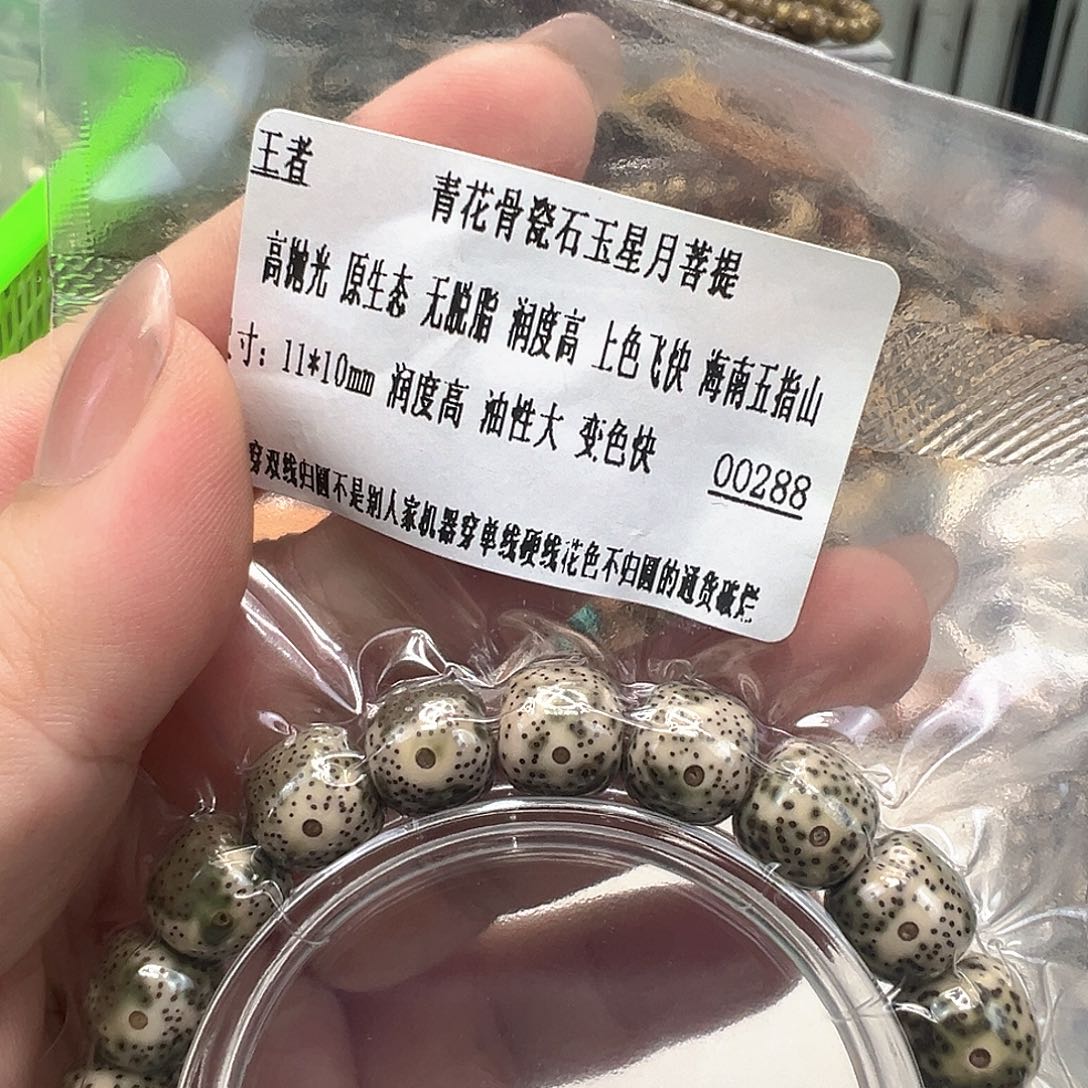 王者
青花骨瓷石玉星月菩提
高抛光 原生态 无脱脂 润度高 上色飞快 海南五指山
寸：11*10mm 润度高 油性大 变色快 00288
穿双线归圆不是别人家机器穿单线硬线花色不归圆的通货破烂